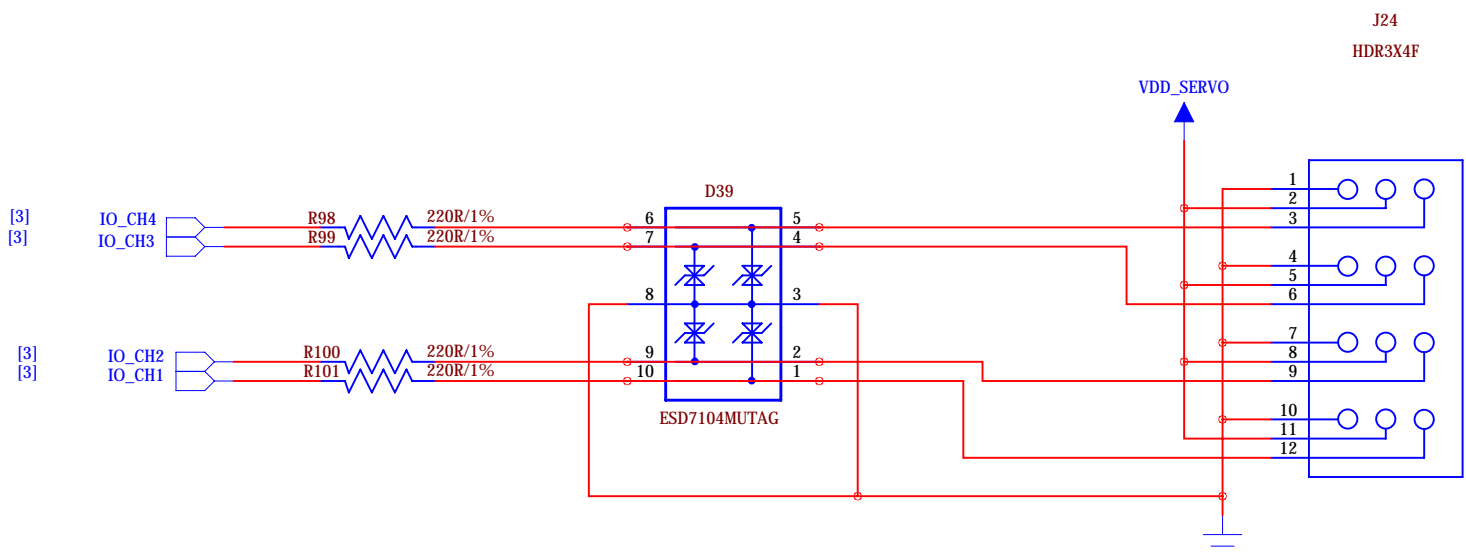 J24
HDR3X4F
VDD_SERVO
D39
[3] IO_CH4 R98 220R/1% 6 5
[3] IO_CH3 R99 220R/1% 7 4
8 3
[3] IO_CH2 R100 220R/1% 9 2
[3] IO_CH1 R101 220R/1% 10 1
ESD7104MUTAG
1
2
3
4
5
6
7
8
9
10
11
12